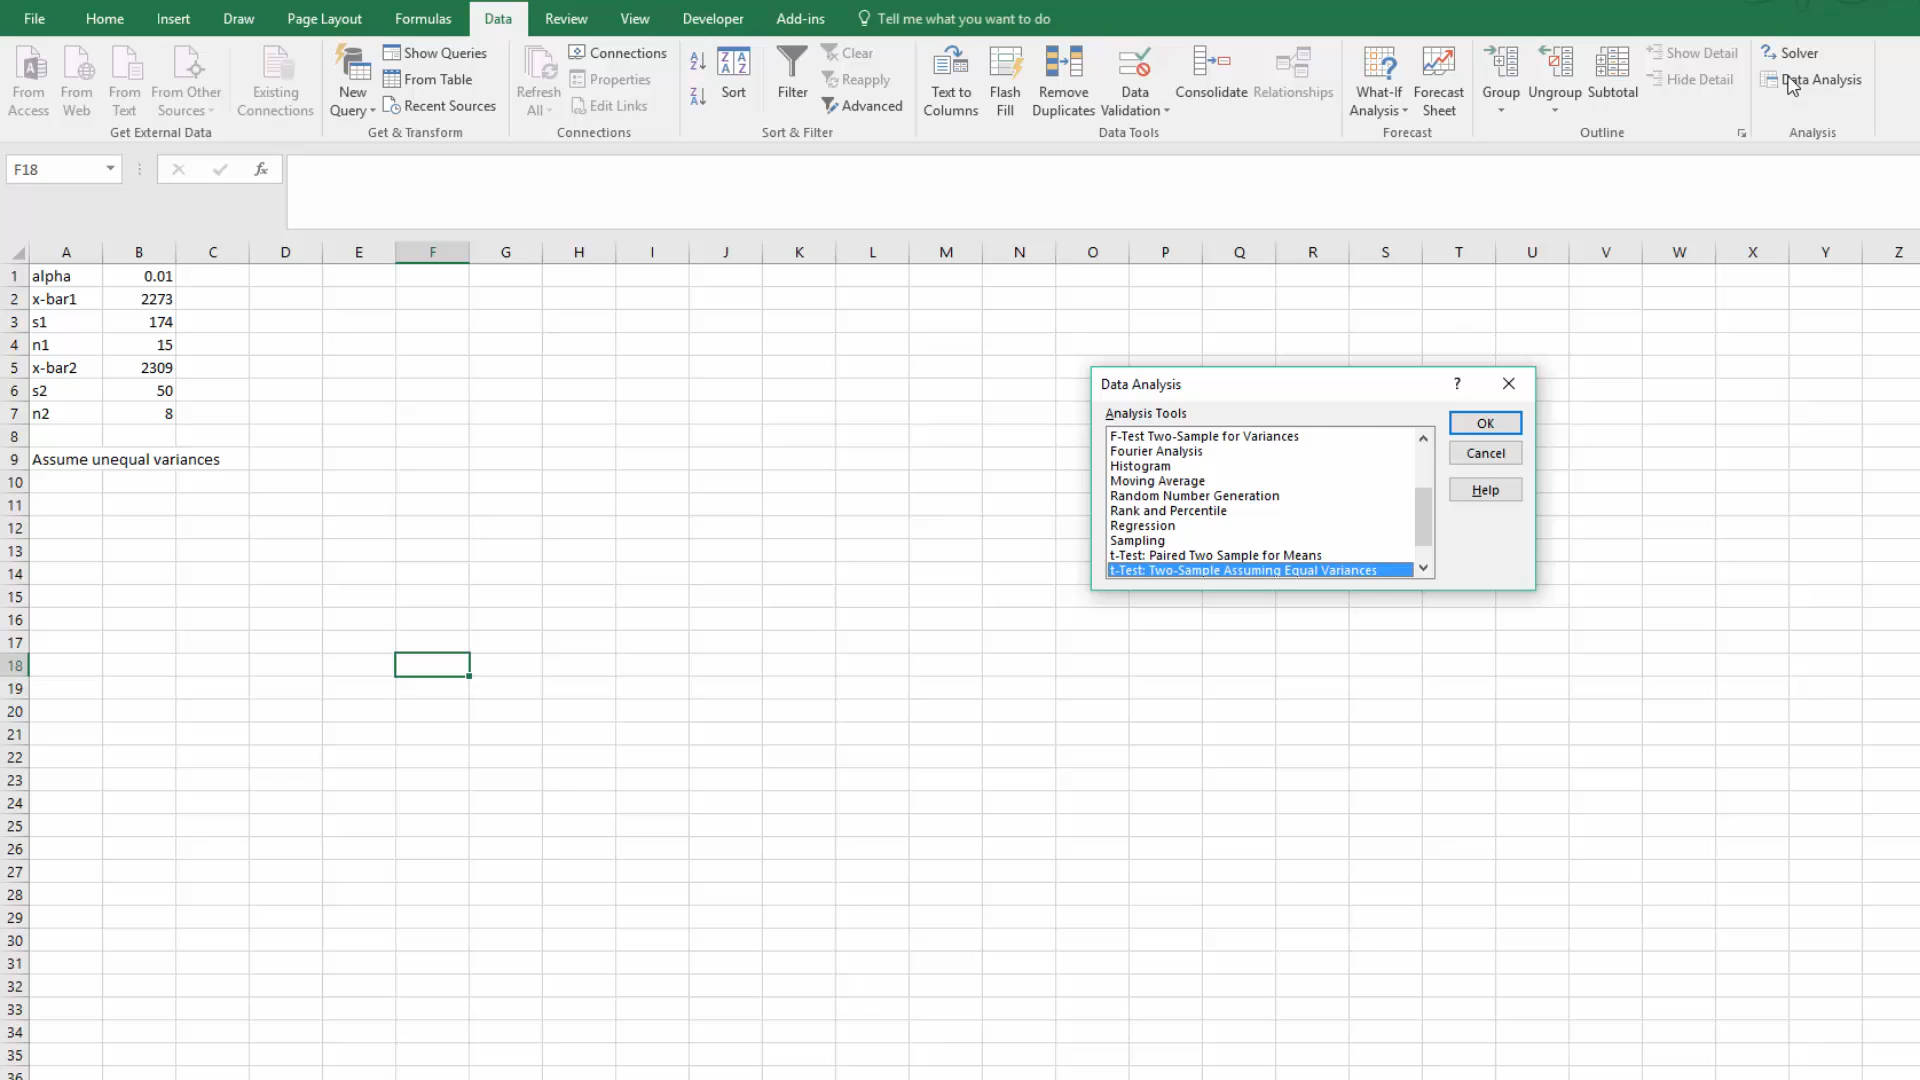 File Home Insert Draw Page Layout Formulas Data Review View Developer Add-ins Tell me what you want to do
From Access
From Web
From Text
From Other Sources
Existing Connections
Get External Data
New Query
Show Queries
From Table
Recent Sources
Get & Transform
Refresh All
Connections
Properties
Edit Links
Connections
Sort
Filter
Clear
Reapply
Advanced
Sort & Filter
Text to Columns
Flash Fill
Remove Duplicates
Data Validation
Consolidate
Relationships
Data Tools
What-If Analysis
Forecast Sheet
Forecast
Group
Ungroup
Subtotal
Show Detail
Hide Detail
Outline
Solver
Data Analysis
Analysis
F18
fx
A B C D E F G H I J K L M N O P Q R S T U V W X Y Z
1 alpha 0.01
2 x-bar1 2273
3 s1 174
4 n1 15
5 x-bar2 2309
6 s2 50
7 n2 8
8
9 Assume unequal variances
10
11
12
13
14
15
16
17
18
19
20
21
22
23
24
25
26
27
28
29
30
31
32
33
34
35
36
Data Analysis ?
Analysis Tools
F-Test Two-Sample for Variances
Fourier Analysis
Histogram
Moving Average
Random Number Generation
Rank and Percentile
Regression
Sampling
t-Test: Paired Two Sample for Means
t-Test: Two-Sample Assuming Equal Variances
OK
Cancel
Help